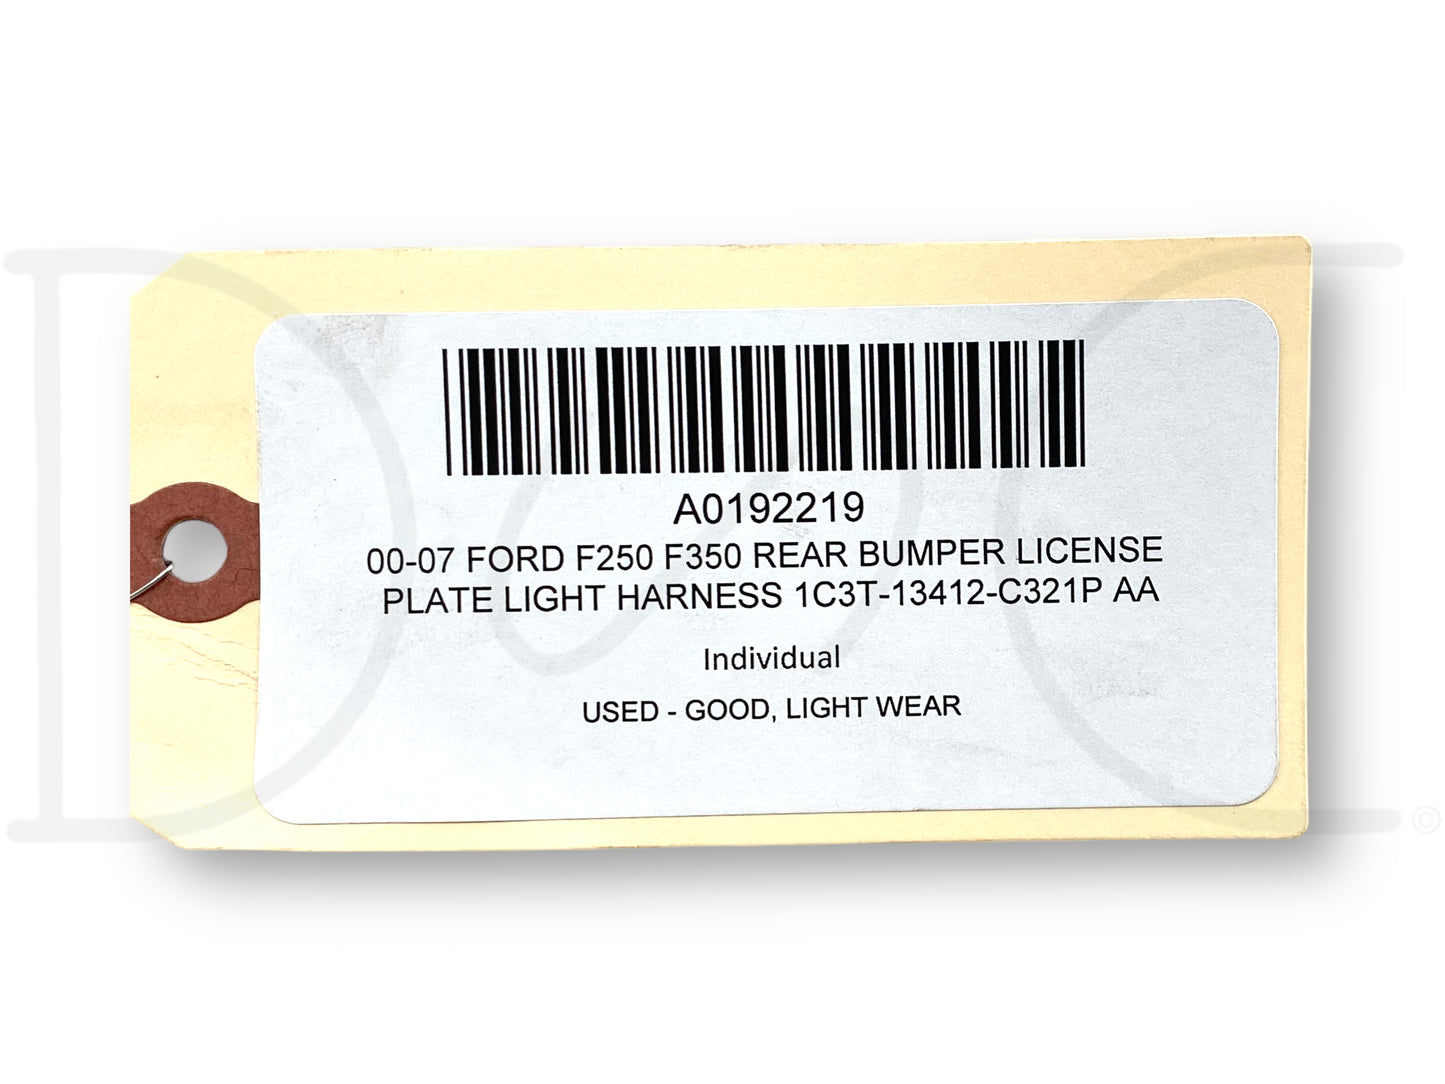 A0192219
00-07 FORD F250 F350 REAR BUMPER LICENSE
PLATE LIGHT HARNESS 1C3T-13412-C321P AA
Individual
USED - GOOD, LIGHT WEAR